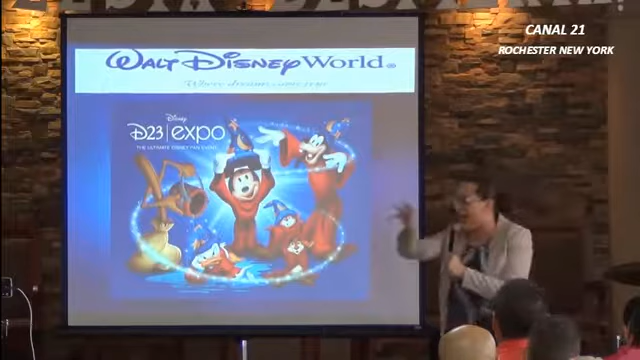 CANAL 21
ROCHESTER NEW YORK
WALT DISNEY World®
Where dreams come true
Disney
D23 | expo
THE ULTIMATE DISNEY FAN EVENT